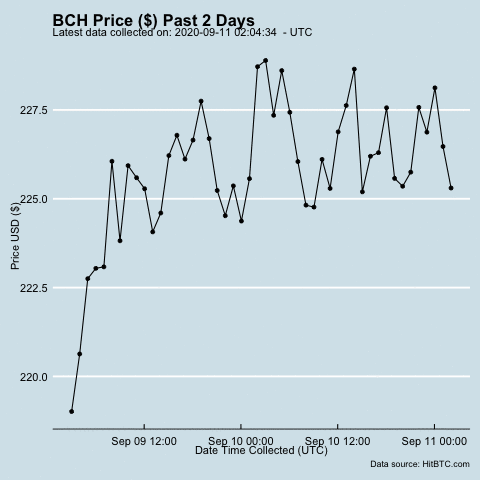 BCH Price ($) Past 2 Days
Latest data collected on: 2020-09-11 02:04:34 - UTC
Price USD ($)
227.5
225.0
222.5
220.0
Sep 09 12:00 Sep 10 00:00 Sep 10 12:00 Sep 11 00:00
Date Time Collected (UTC)
Data source: HitBTC.com